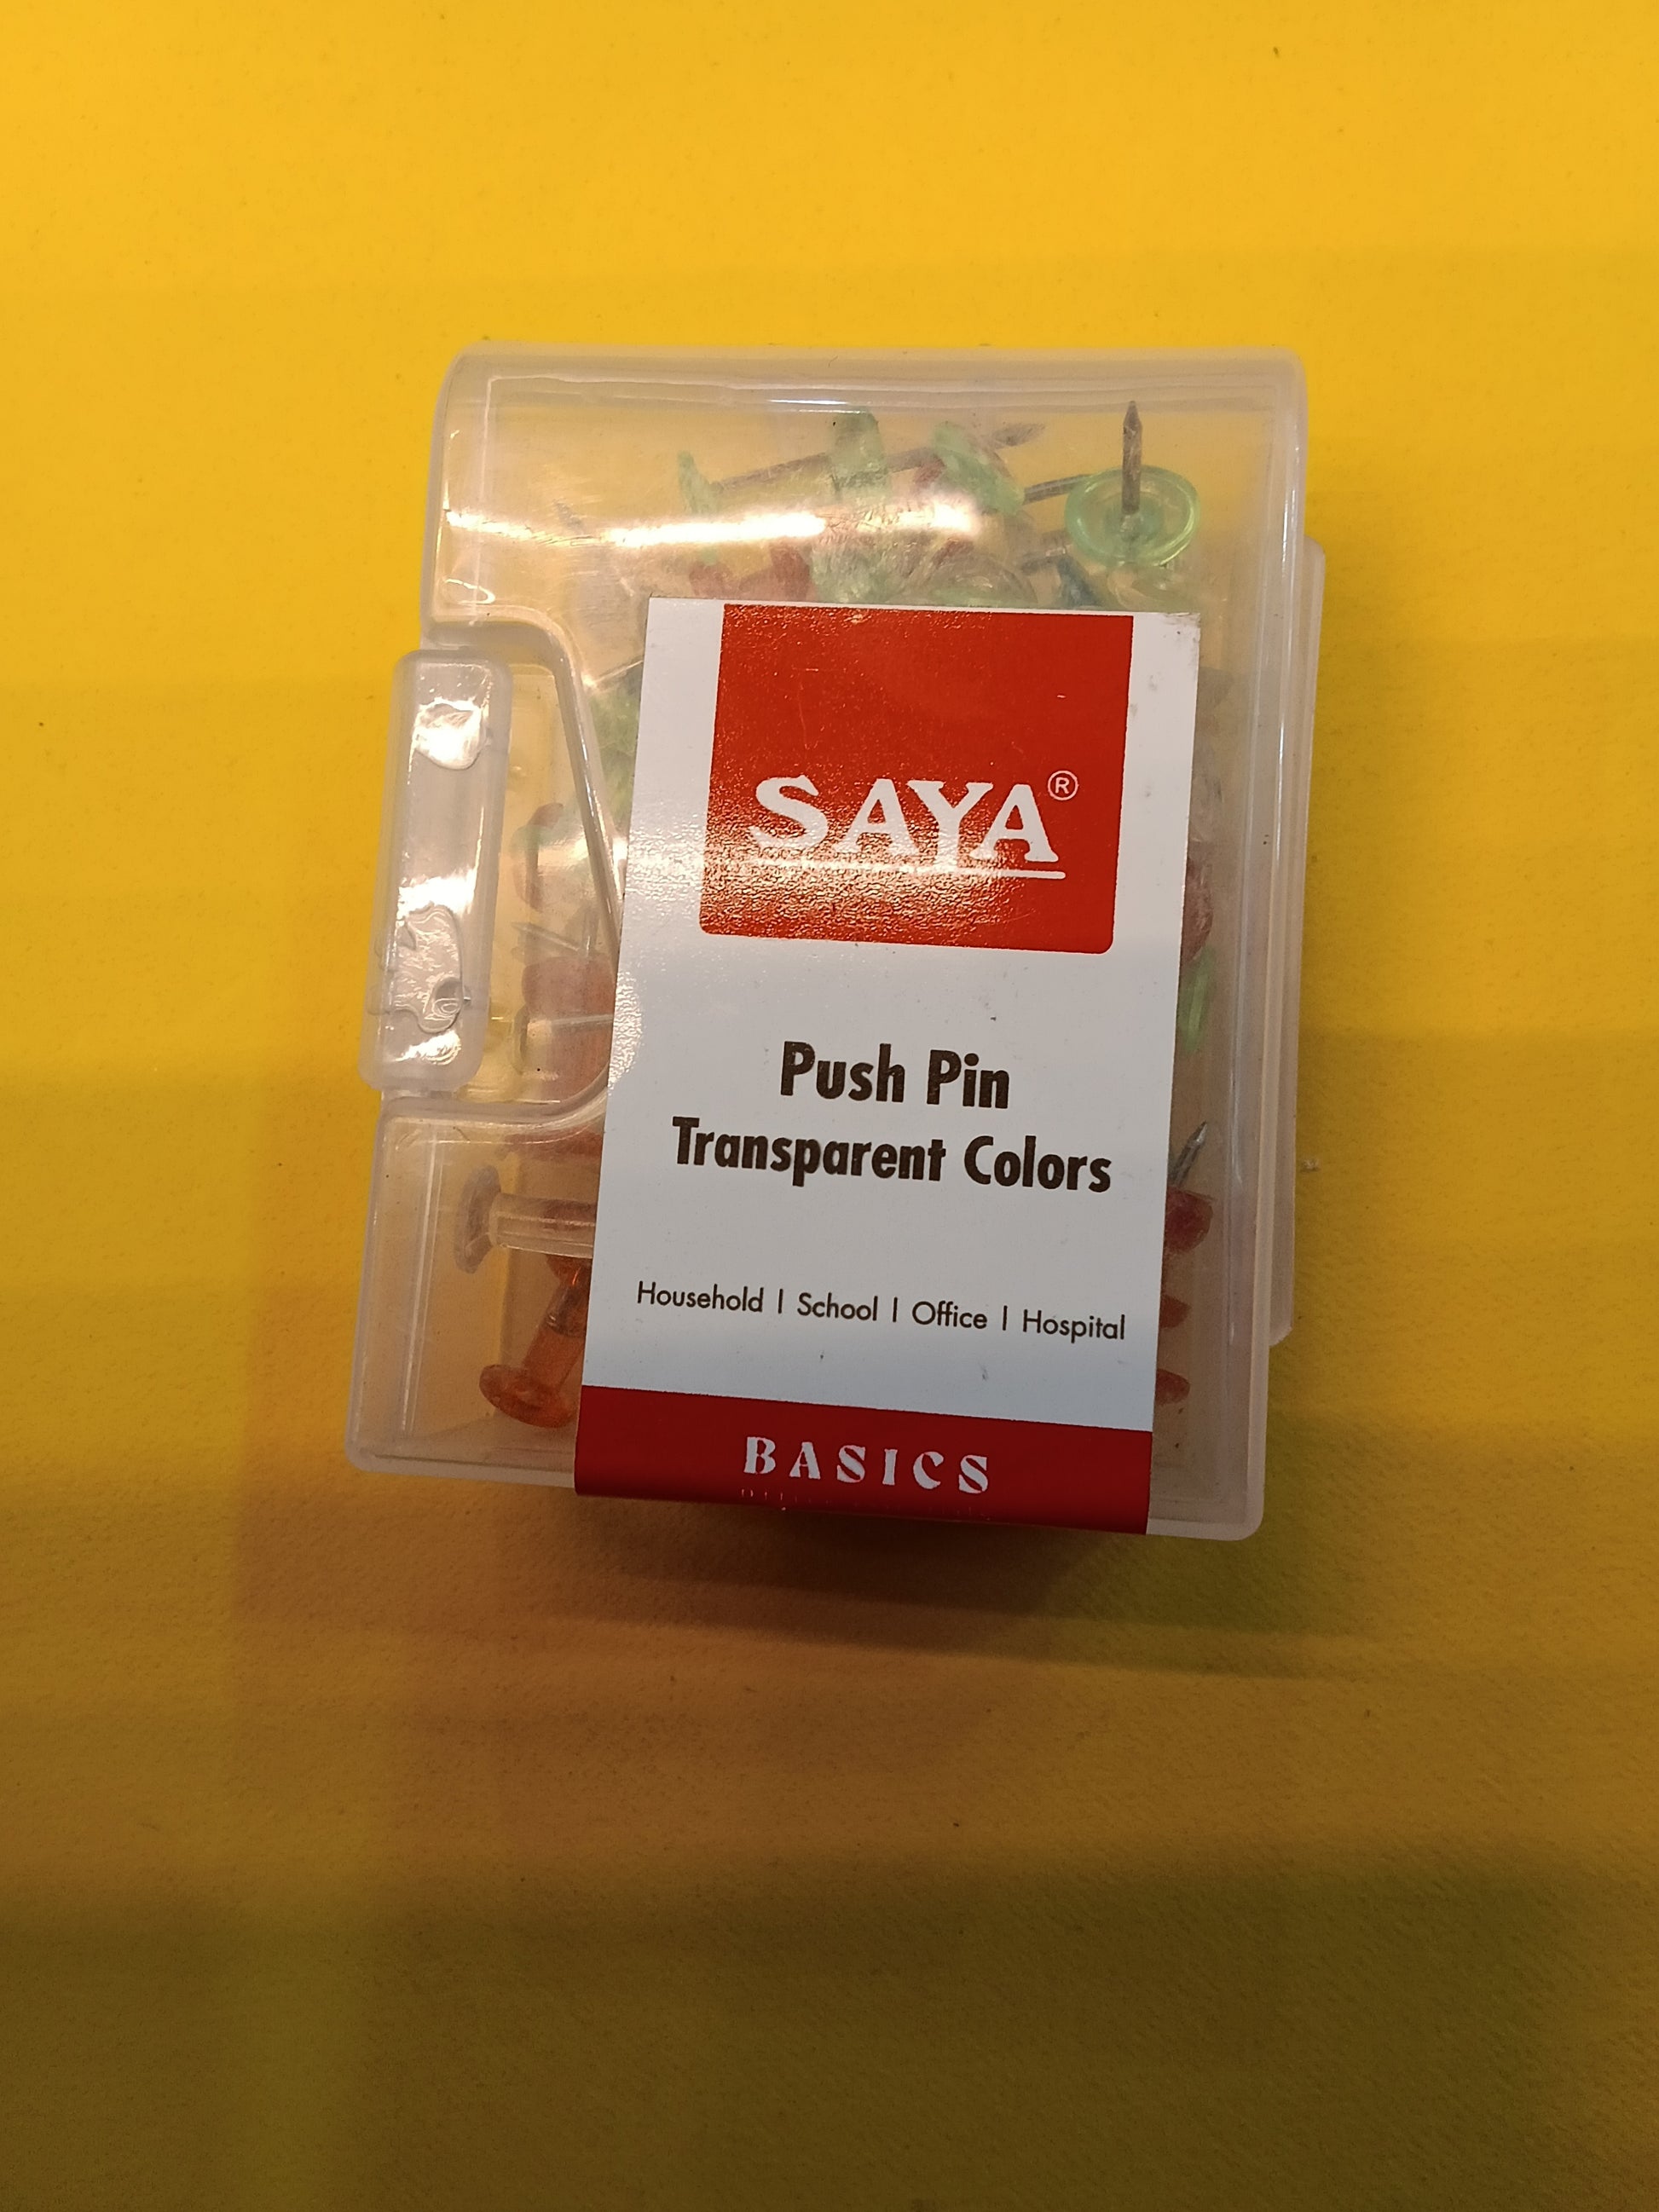 SAYA®
Push Pin
Transparent Colors
Household | School | Office | Hospital
BASICS